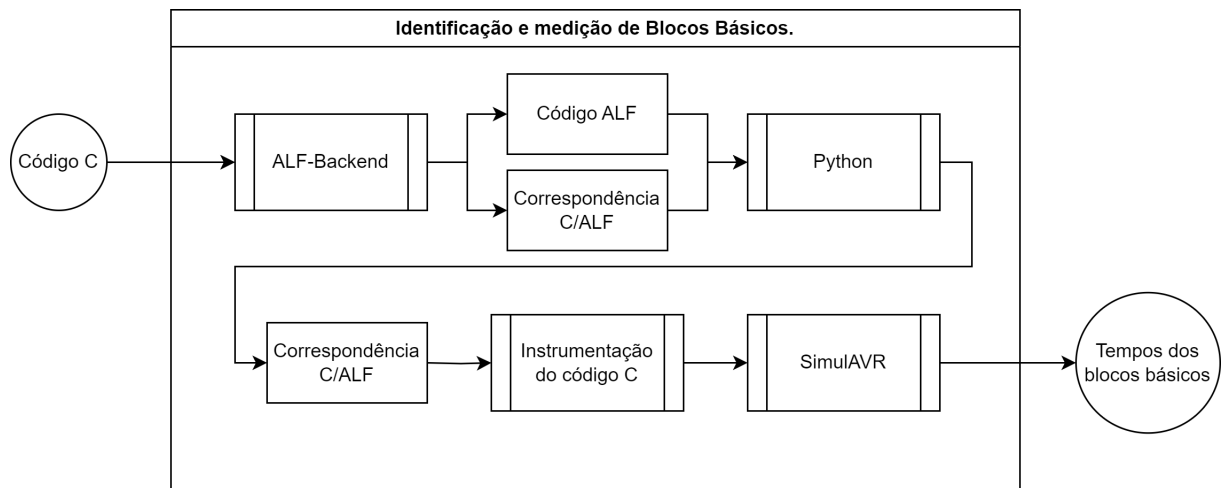 Identificação e medição de Blocos Básicos.
Código C
ALF-Backend
Código ALF
Correspondência
C/ALF
Python
Correspondência
C/ALF
Instrumentação
do código C
SimulAVR
Tempos dos
blocos básicos